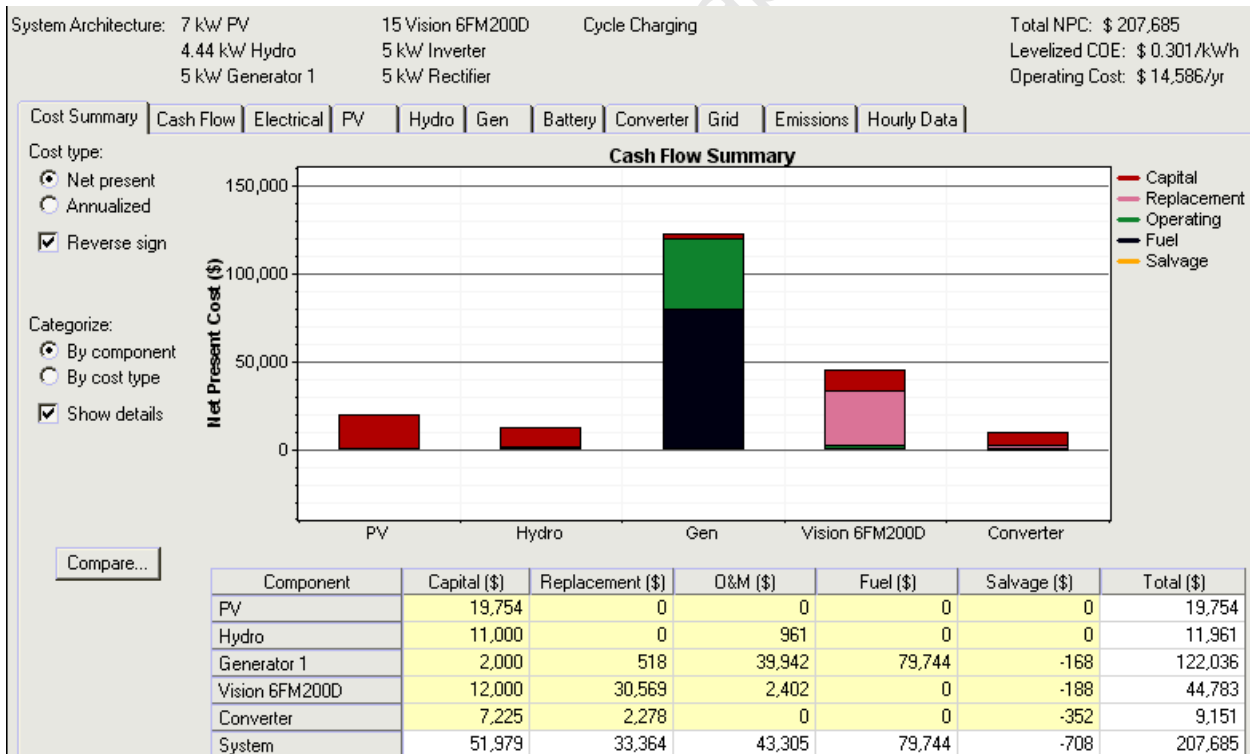 System Architecture: 7 kW PV 15 Vision 6FM200D Cycle Charging Total NPC: $ 207,685
4.44 kW Hydro 5 kW Inverter Levelized COE: $ 0.301/kWh
5 kW Generator 1 5 kW Rectifier Operating Cost: $ 14,586/yr
Cost Summary Cash Flow Electrical PV Hydro Gen Battery Converter Grid Emissions Hourly Data
Cost type:
Net present
Annualized
Reverse sign
Categorize:
By component
By cost type
Show details
Compare...
Cash Flow Summary
Net Present Cost ($)
150,000
100,000
50,000
0
PV Hydro Gen Vision 6FM200D Converter
Capital
Replacement
Operating
Fuel
Salvage
Component Capital ($) Replacement ($) O&M ($) Fuel ($) Salvage ($) Total ($)
PV 19,754 0 0 0 0 19,754
Hydro 11,000 0 961 0 0 11,961
Generator 1 2,000 518 39,942 79,744 -168 122,036
Vision 6FM200D 12,000 30,569 2,402 0 -188 44,783
Converter 7,225 2,278 0 0 -352 9,151
System 51,979 33,364 43,305 79,744 -708 207,685